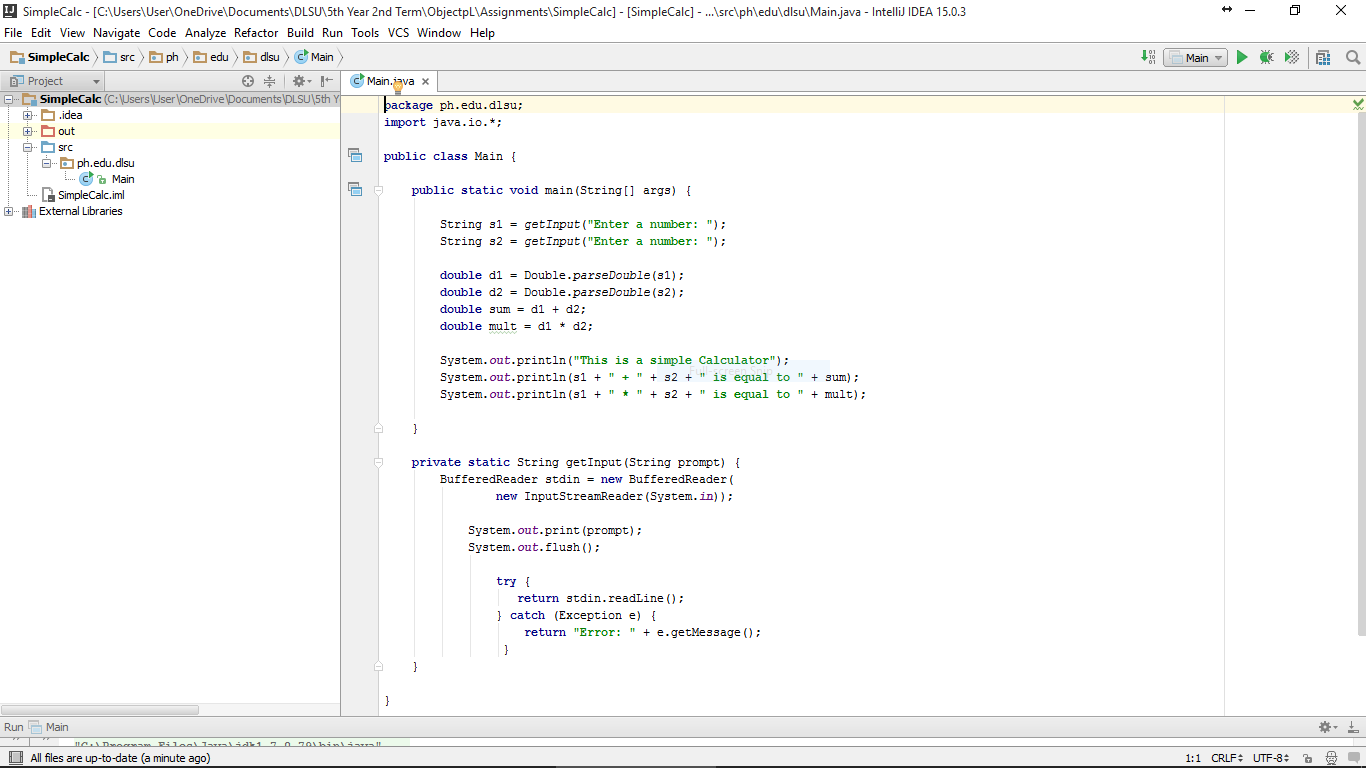 SimpleCalc - [C:\Users\User\OneDrive\Documents\DLSU\5th Year 2nd Term\ObjectpL\Assignments\SimpleCalc] - [SimpleCalc] - ...\src\ph\edu\dlsu\Main.java - IntelliJ IDEA 15.0.3
File Edit View Navigate Code Analyze Refactor Build Run Tools VCS Window Help
SimpleCalc src ph edu dlsu Main
Main
Project
Main.java
SimpleCalc (C:\Users\User\OneDrive\Documents\DLSU\5th Y
.idea
out
src
ph.edu.dlsu
Main
SimpleCalc.iml
External Libraries
package ph.edu.dlsu;
import java.io.*;
public class Main {
public static void main(String[] args) {
String s1 = getInput("Enter a number: ");
String s2 = getInput("Enter a number: ");
double d1 = Double.parseDouble(s1);
double d2 = Double.parseDouble(s2);
double sum = d1 + d2;
double mult = d1 * d2;
System.out.println("This is a simple Calculator");
System.out.println(s1 + " + " + s2 + " is equal to " + sum);
System.out.println(s1 + " * " + s2 + " is equal to " + mult);
}
private static String getInput(String prompt) {
BufferedReader stdin = new BufferedReader(
new InputStreamReader(System.in));
System.out.print(prompt);
System.out.flush();
try {
return stdin.readLine();
} catch (Exception e) {
return "Error: " + e.getMessage();
}
}
}
Full-screen Snip
Run Main
"C:\Program Files\Java\jdk1.7.0_79\bin\java"
All files are up-to-date (a minute ago)
1:1 CRLF UTF-8